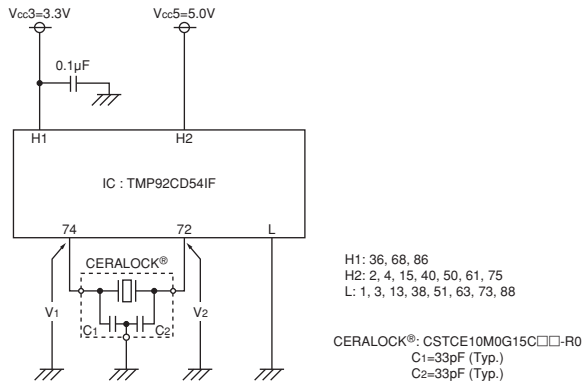 Vcc3=3.3V
Vcc5=5.0V
0.1µF
H1
H2
IC : TMP92CD54IF
74
72
L
CERALOCK®
V1
C1
C2
V2
H1: 36, 68, 86
H2: 2, 4, 15, 40, 50, 61, 75
L: 1, 3, 13, 38, 51, 63, 73, 88
CERALOCK®: CSTCE10M0G15C□□-R0
C1=33pF (Typ.)
C2=33pF (Typ.)